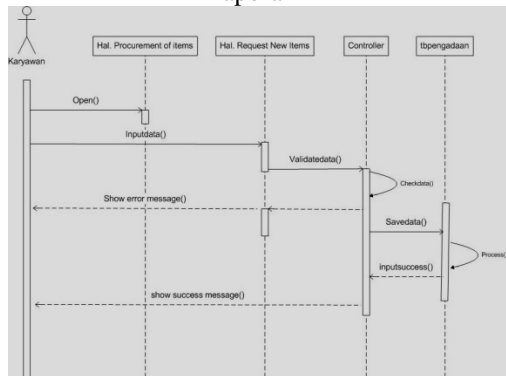 Karyawan
Hal. Procurement of items
Hal. Request New Items
Controller
tbpengadaan
Open()
Inputdata()
Validatedata()
Checkdata()
Show error message()
Savedata()
Process()
inputsuccess()
show success message()